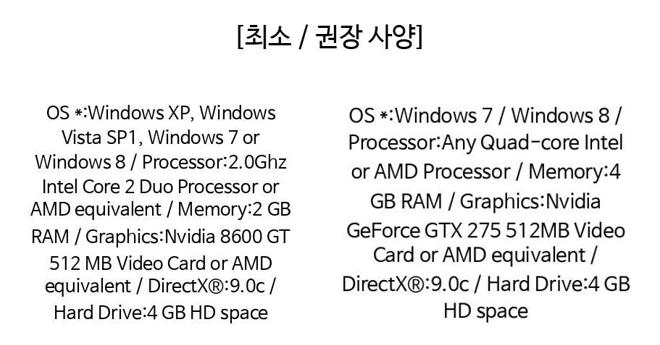 [최소 / 권장 사양]
OS *:Windows XP, Windows
Vista SP1, Windows 7 or
Windows 8 / Processor:2.0Ghz
Intel Core 2 Duo Processor or
AMD equivalent / Memory:2 GB
RAM / Graphics:Nvidia 8600 GT
512 MB Video Card or AMD
equivalent / DirectX®:9.0c /
Hard Drive:4 GB HD space
OS *:Windows 7 / Windows 8 /
Processor:Any Quad-core Intel
or AMD Processor / Memory:4
GB RAM / Graphics:Nvidia
GeForce GTX 275 512MB Video
Card or AMD equivalent /
DirectX®:9.0c / Hard Drive:4 GB
HD space